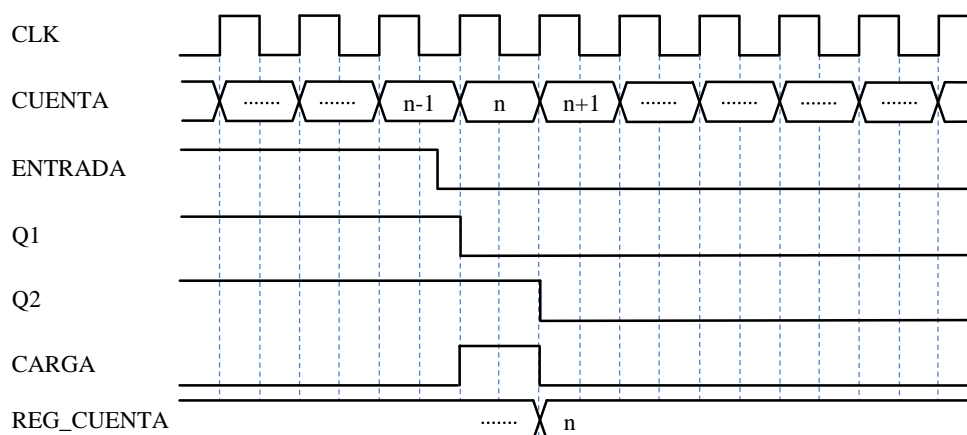 CLK
CUENTA ....... ....... n-1 n n+1 ....... ....... ....... .......
ENTRADA
Q1
Q2
CARGA
REG_CUENTA ....... n